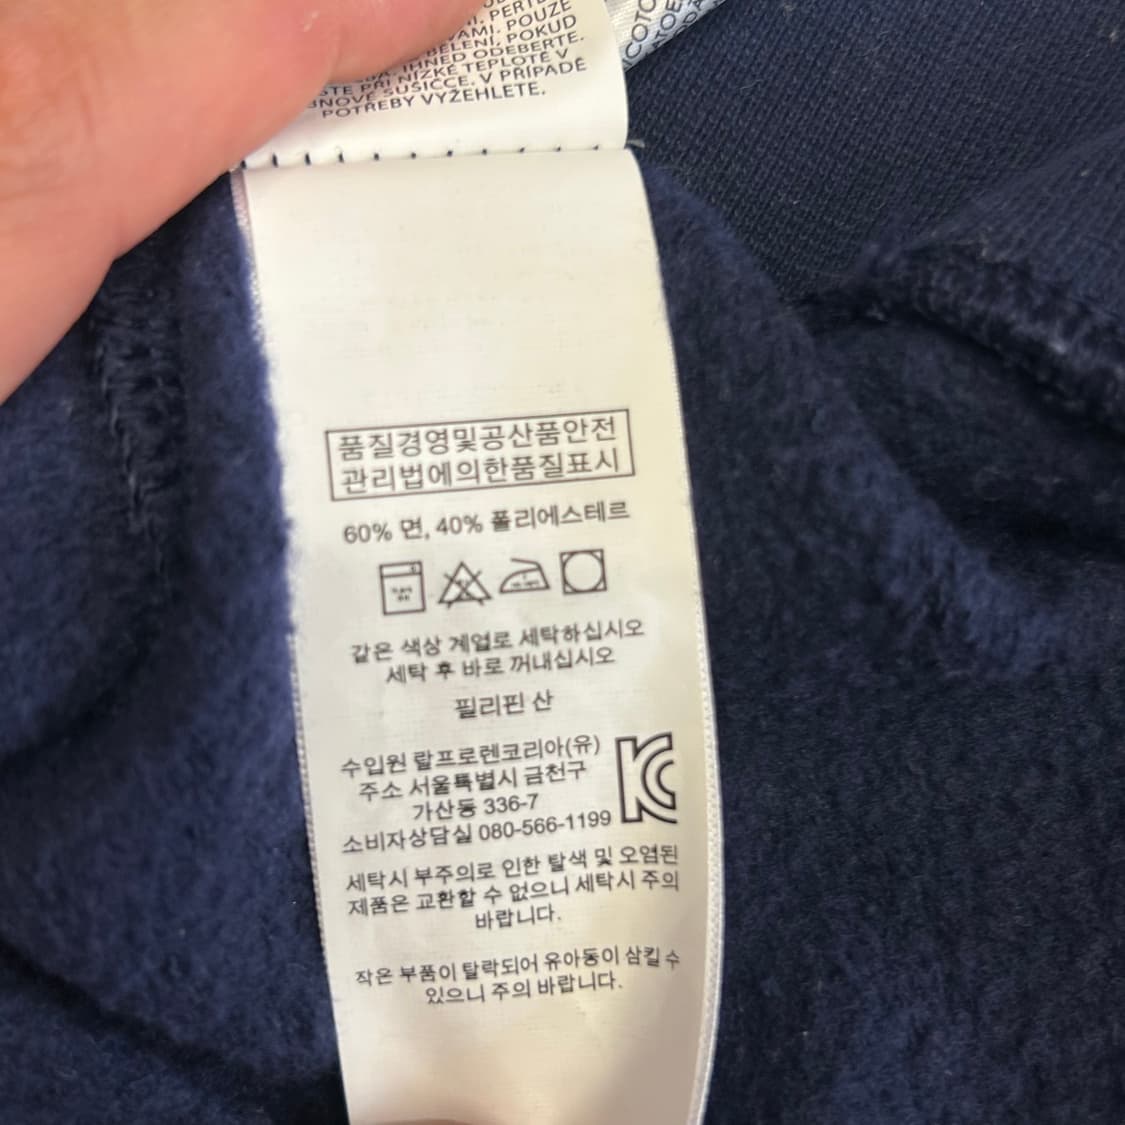 VAMI. POUZE
BĚLENÍ, POKUD
IHNED ODEBERTE.
PŘI NÍZKÉ TEPLOTĚ V
SUŠIČCE. V PŘÍPADĚ
POTŘEBY VYŽEHLETE.
품질경영및공산품안전
관리법에의한품질표시
60% 면, 40% 폴리에스테르
같은 색상 계열로 세탁하십시오
세탁 후 바로 꺼내십시오
필리핀 산
수입원 랄프로렌코리아(유)
주소 서울특별시 금천구
가산동 336-7
소비자상담실 080-566-1199
KC
세탁시 부주의로 인한 탈색 및 오염된
제품은 교환할 수 없으니 세탁시 주의
바랍니다.
작은 부품이 탈락되어 유아동이 삼킬 수
있으니 주의 바랍니다.